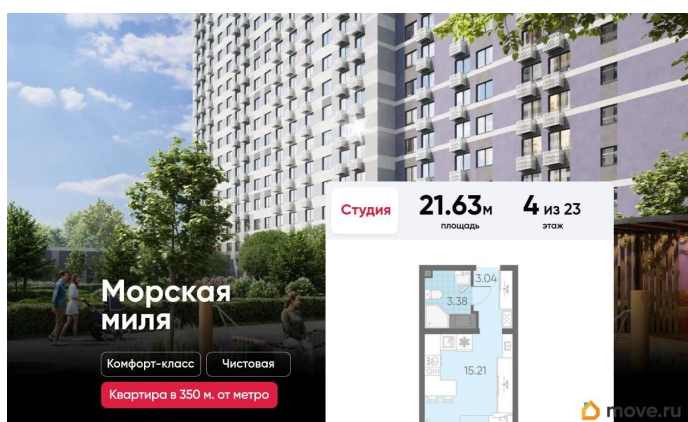 Студия
21.63м
площадь
4 из 23
этаж
3.04
3.38
15.21
Морская
миля
Комфорт-класс
Чистовая
Квартира в 350 м. от метро
move.ru